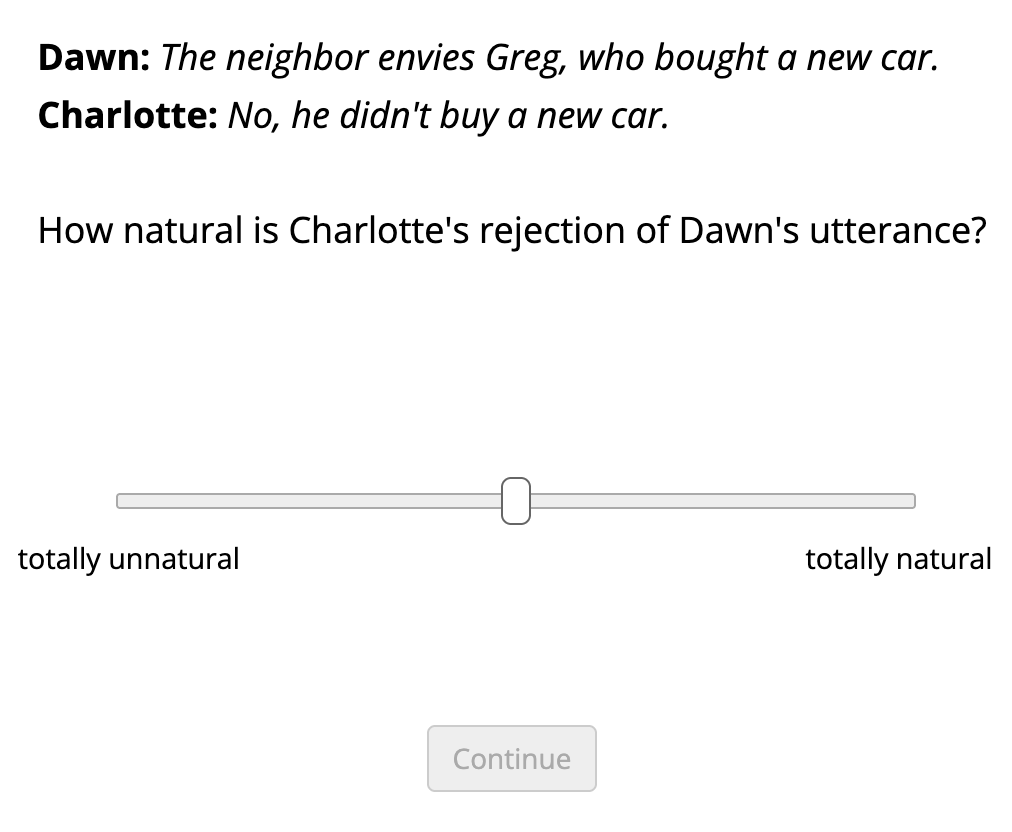 Dawn: The neighbor envies Greg, who bought a new car.
Charlotte: No, he didn't buy a new car.
How natural is Charlotte's rejection of Dawn's utterance?
totally unnatural
totally natural
Continue